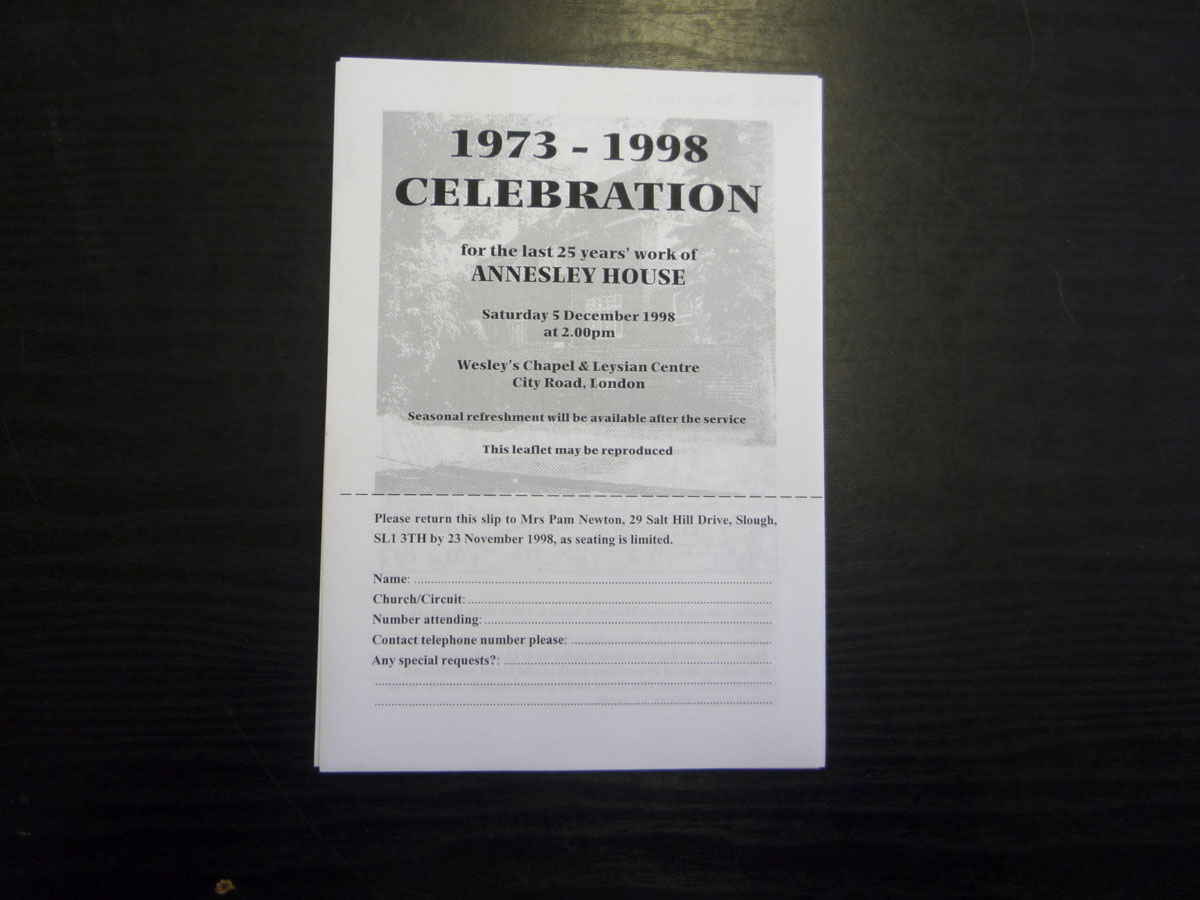 1973 - 1998
CELEBRATION
for the last 25 years' work of
ANNESLEY HOUSE
Saturday 5 December 1998
at 2.00pm
Wesley's Chapel & Leysian Centre
City Road, London
Seasonal refreshment will be available after the service
This leaflet may be reproduced
Please return this slip to Mrs Pam Newton, 29 Salt Hill Drive, Slough,
SL1 3TH by 23 November 1998, as seating is limited.
Name:
Church/Circuit:
Number attending:
Contact telephone number please:
Any special requests?: